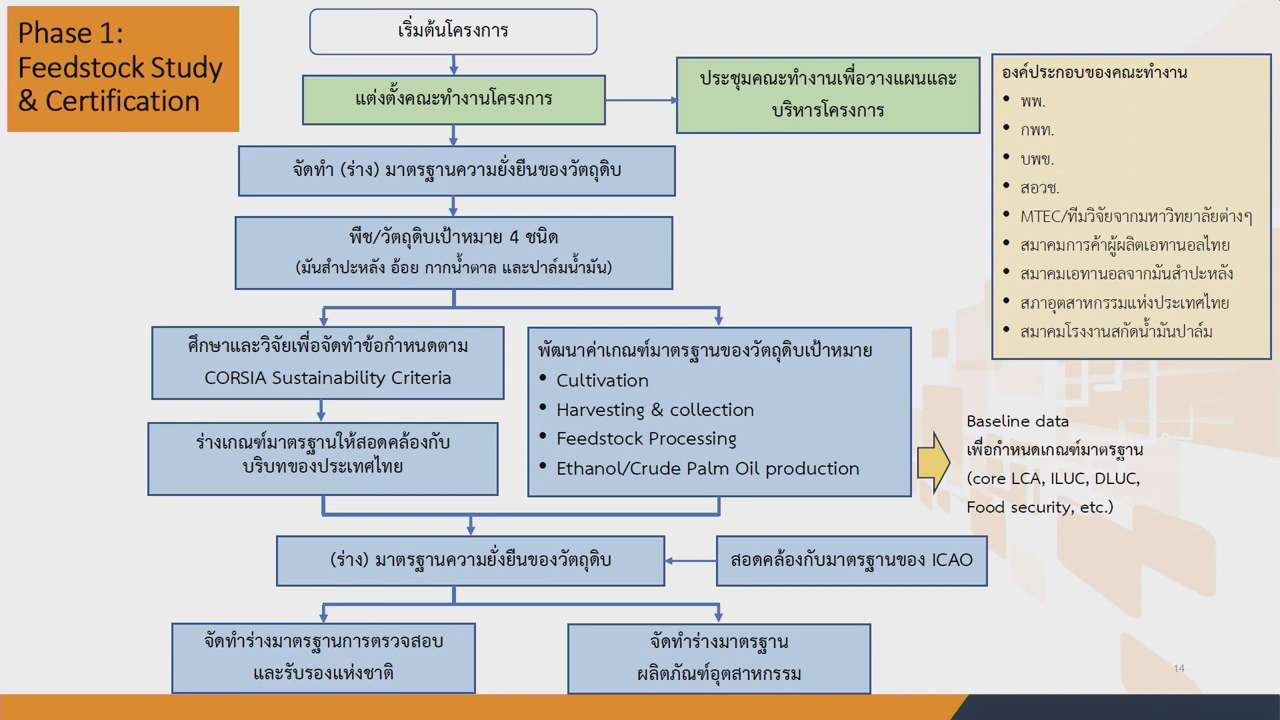 Phase 1:
Feedstock Study
& Certification
เริ่มต้นโครงการ
แต่งตั้งคณะทำงานโครงการ
ประชุมคณะทำงานเพื่อวางแผนและ
บริหารโครงการ
องค์ประกอบของคณะทำงาน
• พพ.
• กพท.
• บพข.
• สอวช.
• MTEC/ทีมวิจัยจากมหาวิทยาลัยต่างๆ
• สมาคมการค้าผู้ผลิตเอทานอลไทย
• สมาคมเอทานอลจากมันสำปะหลัง
• สภาอุตสาหกรรมแห่งประเทศไทย
• สมาคมโรงงานสกัดน้ำมันปาล์ม
จัดทำ (ร่าง) มาตรฐานความยั่งยืนของวัตถุดิบ
พืช/วัตถุดิบเป้าหมาย 4 ชนิด
(มันสำปะหลัง อ้อย กากน้ำตาล และปาล์มน้ำมัน)
ศึกษาและวิจัยเพื่อจัดทำข้อกำหนดตาม
CORSIA Sustainability Criteria
ร่างเกณฑ์มาตรฐานให้สอดคล้องกับ
บริบทของประเทศไทย
พัฒนาค่าเกณฑ์มาตรฐานของวัตถุดิบเป้าหมาย
• Cultivation
• Harvesting & collection
• Feedstock Processing
• Ethanol/Crude Palm Oil production
Baseline data
เพื่อกำหนดเกณฑ์มาตรฐาน
(core LCA, ILUC, DLUC,
Food security, etc.)
(ร่าง) มาตรฐานความยั่งยืนของวัตถุดิบ
สอดคล้องกับมาตรฐานของ ICAO
จัดทำร่างมาตรฐานการตรวจสอบ
และรับรองแห่งชาติ
จัดทำร่างมาตรฐาน
ผลิตภัณฑ์อุตสาหกรรม
14